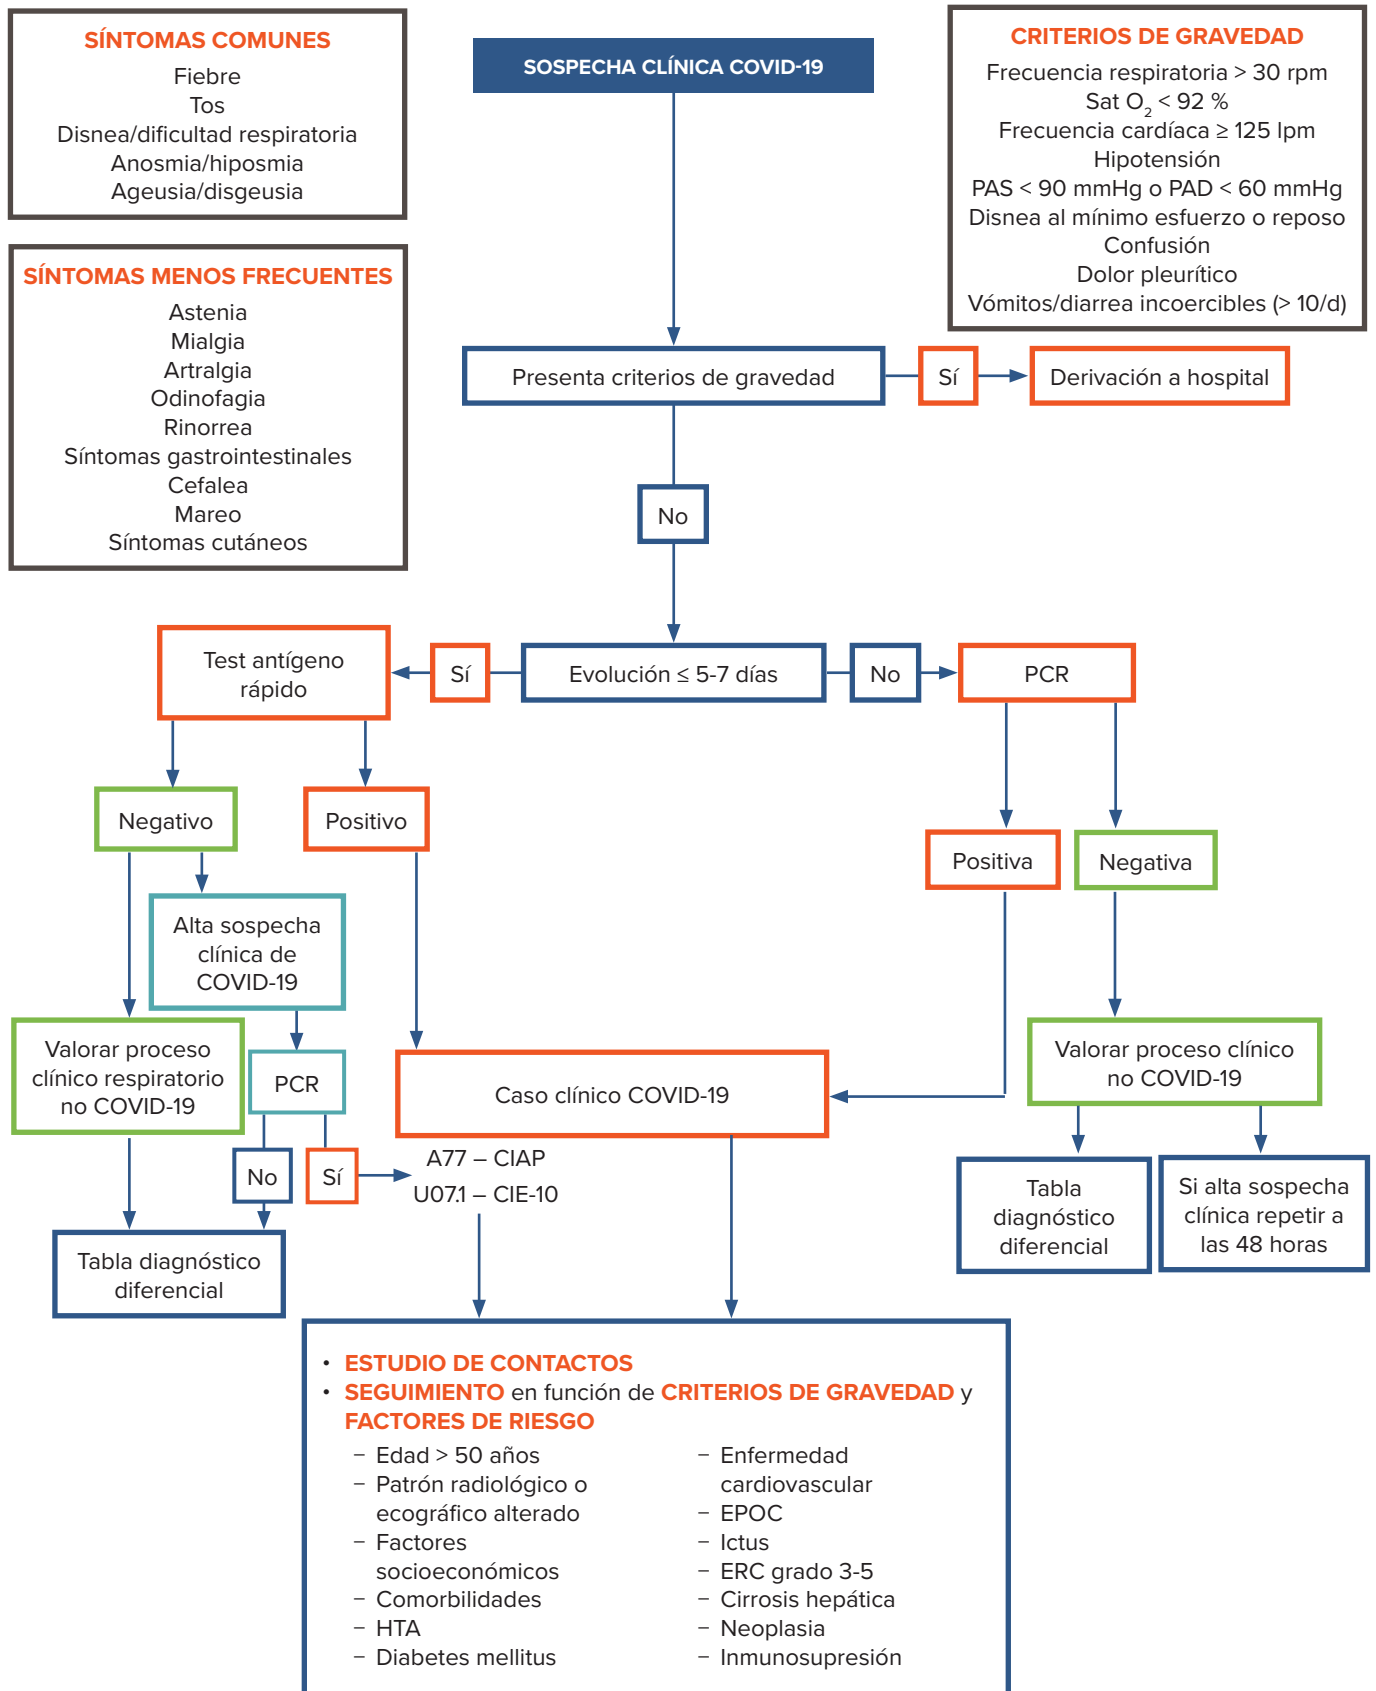 SÍNTOMAS COMUNES
Fiebre
Tos
Disnea/dificultad respiratoria
Anosmia/hiposmia
Ageusia/disgeusia
SÍNTOMAS MENOS FRECUENTES
Astenia
Mialgia
Artralgia
Odinofagia
Rinorrea
Síntomas gastrointestinales
Cefalea
Mareo
Síntomas cutáneos
SOSPECHA CLÍNICA COVID-19
CRITERIOS DE GRAVEDAD
Frecuencia respiratoria > 30 rpm
Sat O₂ < 92 %
Frecuencia cardíaca ≥ 125 lpm
Hipotensión
PAS < 90 mmHg o PAD < 60 mmHg
Disnea al mínimo esfuerzo o reposo
Confusión
Dolor pleurítico
Vómitos/diarrea incoercibles (> 10/d)
Presenta criterios de gravedad
Sí
Derivación a hospital
No
Test antígeno
rápido
Sí
Evolución ≤ 5-7 días
No
PCR
Negativo
Positivo
Positiva
Negativa
Alta sospecha
clínica de
COVID-19
Valorar proceso
clínico respiratorio
no COVID-19
PCR
Caso clínico COVID-19
Valorar proceso clínico
no COVID-19
No
Sí
A77 – CIAP
U07.1 – CIE-10
Tabla diagnóstico
diferencial
Tabla
diagnóstico
diferencial
Si alta sospecha
clínica repetir a
las 48 horas
• ESTUDIO DE CONTACTOS
• SEGUIMIENTO en función de CRITERIOS DE GRAVEDAD y
FACTORES DE RIESGO
– Edad > 50 años
– Patrón radiológico o
ecográfico alterado
– Factores
socioeconómicos
– Comorbilidades
– HTA
– Diabetes mellitus
– Enfermedad
cardiovascular
– EPOC
– Ictus
– ERC grado 3-5
– Cirrosis hepática
– Neoplasia
– Inmunosupresión